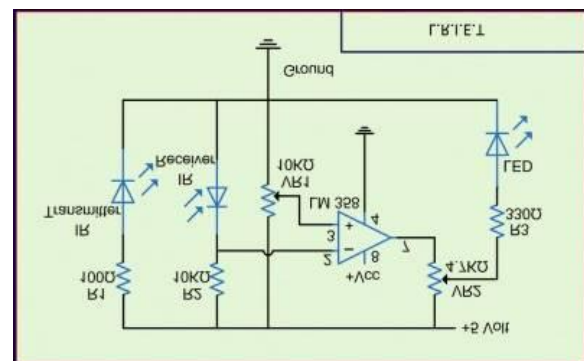 +5 Volt
R1
100Ω
R2
10KΩ
VR2
4.7KΩ
+Vcc
8
2
−
7
3
+
4
LM 358
R3
330Ω
IR
Transmitter
IR
Receiver
VR1
10KΩ
LED
Ground
L.R.I.E.T